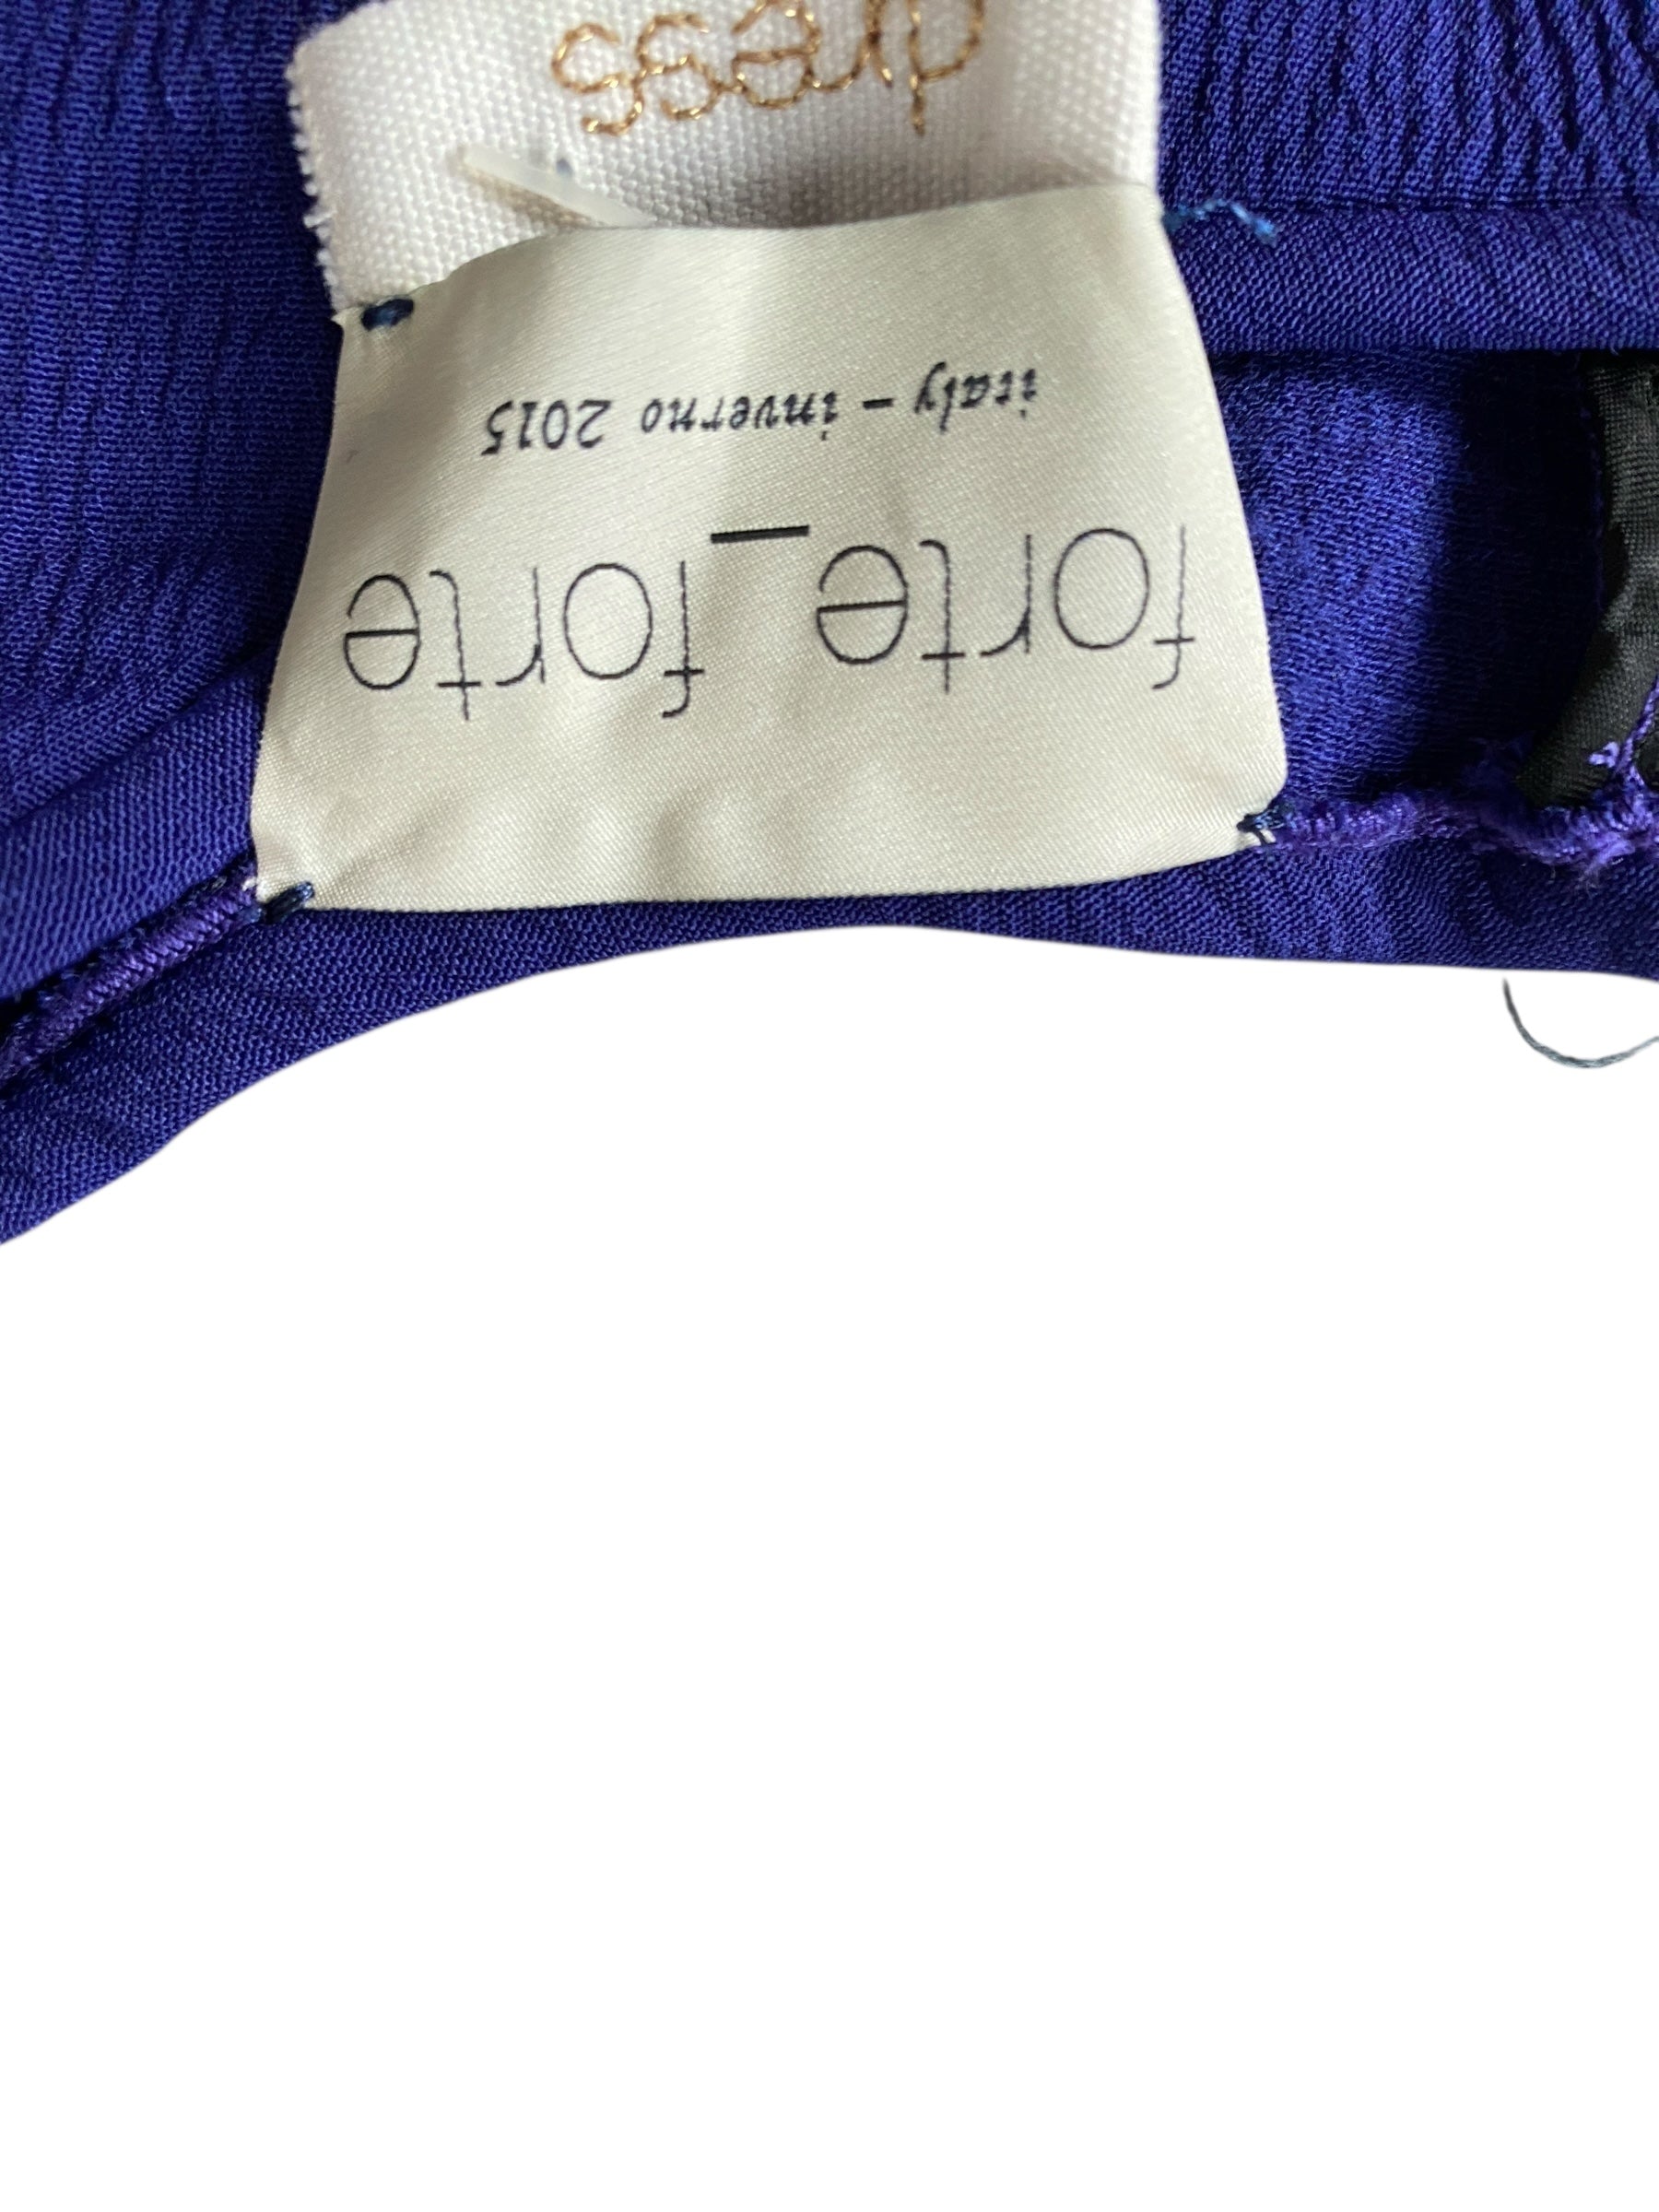 forte_forte
italy - inverno 2015
dress